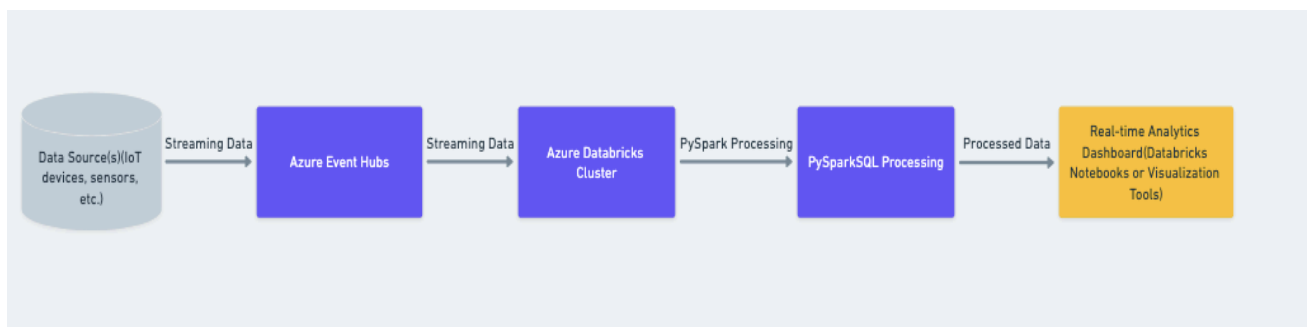 Data Source(s)(IoT
devices, sensors,
etc.)
Streaming Data
Azure Event Hubs
Streaming Data
Azure Databricks
Cluster
PySpark Processing
PySparkSQL Processing
Processed Data
Real-time Analytics
Dashboard(Databricks
Notebooks or Visualization
Tools)